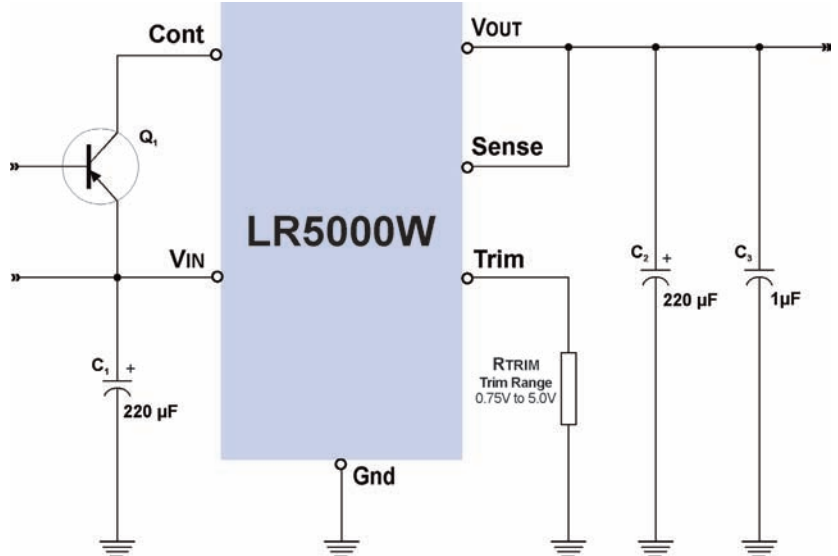 Cont
VOUT
Q1
Sense
LR5000W
VIN
Trim
C1
+
220 µF
RTRIM
Trim Range
0.75V to 5.0V
C2
+
220 µF
C3
1µF
Gnd